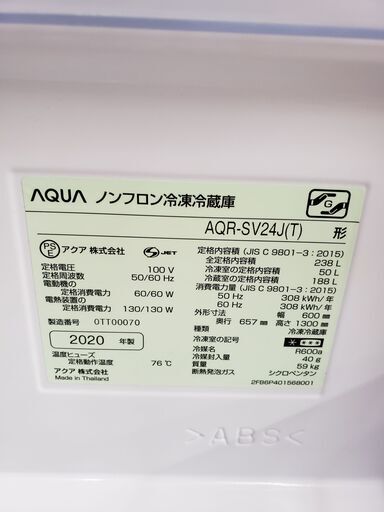 AQUA ノンフロン冷凍冷蔵庫
G
AQR-SV24J(T) 形
PS E アクア 株式会社 S JET
定格電圧 100 V
定格周波数 50/60 Hz
電動機の
定格消費電力 60/60 W
電熱装置の
定格消費電力 130/130 W
製造番号 0TT00070
2020 年製
温度ヒューズ
定格動作温度 76 ℃
アクア 株式会社
Made in Thailand
定格内容積 (JIS C 9801-3 : 2015)
全定格内容積 238 L
冷凍室の定格内容積 50 L
冷蔵室の定格内容積 188 L
消費電力量 (JIS C 9801-3 : 2015)
50 Hz 308 kWh/年
60 Hz 308 kWh/年
外形寸法 幅 600 mm
奥行 657 mm 高さ 1300 mm
種類 冷凍冷蔵庫
冷凍室の記号
冷媒名 R600a
冷媒封入量 40 g
質量 59 kg
断熱発泡ガス シクロペンタン
2FB6P401568001
>ABS<